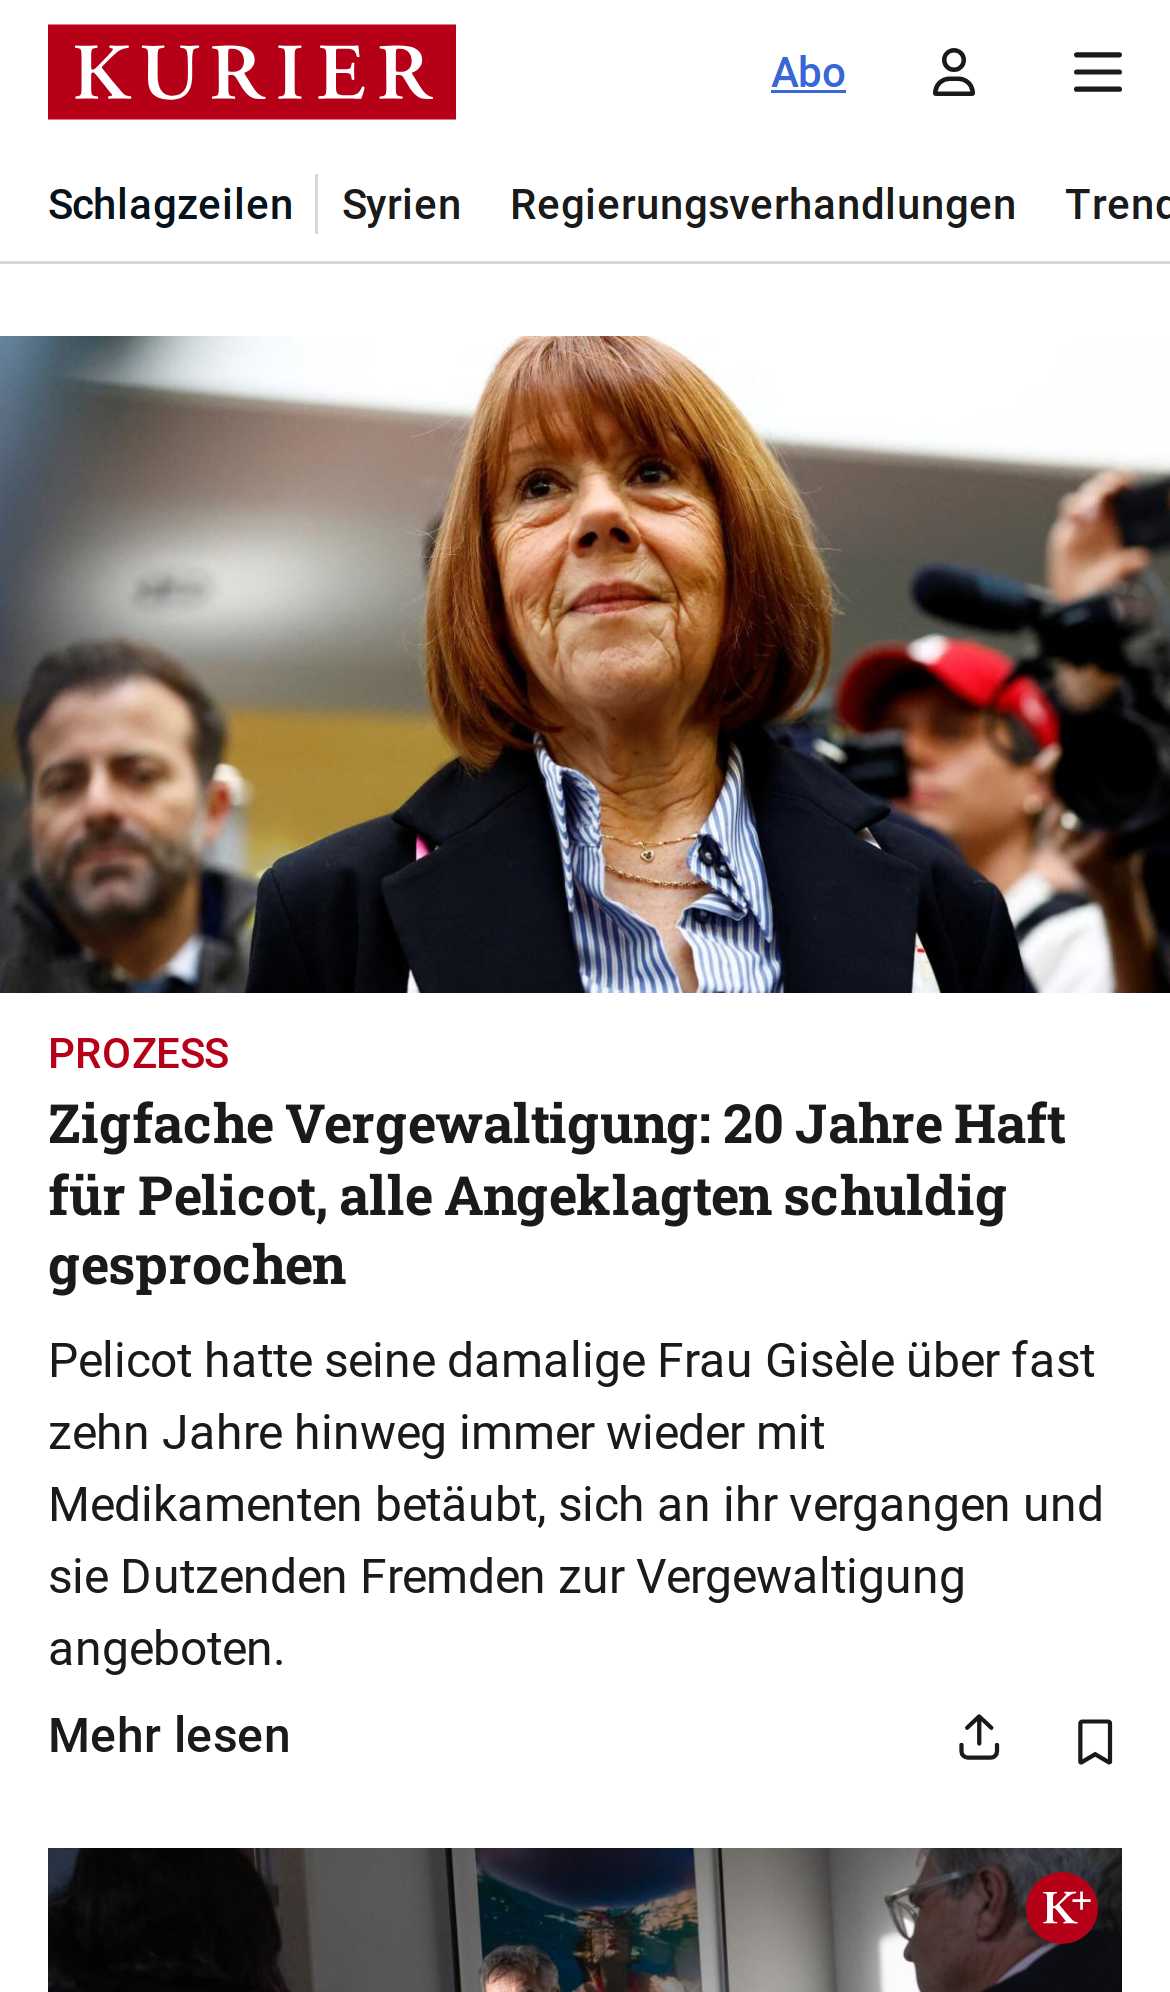 KURIER
Abo
Schlagzeilen
Syrien
Regierungsverhandlungen
Trend
PROZESS
Zigfache Vergewaltigung: 20 Jahre Haft
für Pelicot, alle Angeklagten schuldig
gesprochen
Pelicot hatte seine damalige Frau Gisèle über fast
zehn Jahre hinweg immer wieder mit
Medikamenten betäubt, sich an ihr vergangen und
sie Dutzenden Fremden zur Vergewaltigung
angeboten.
Mehr lesen
K+